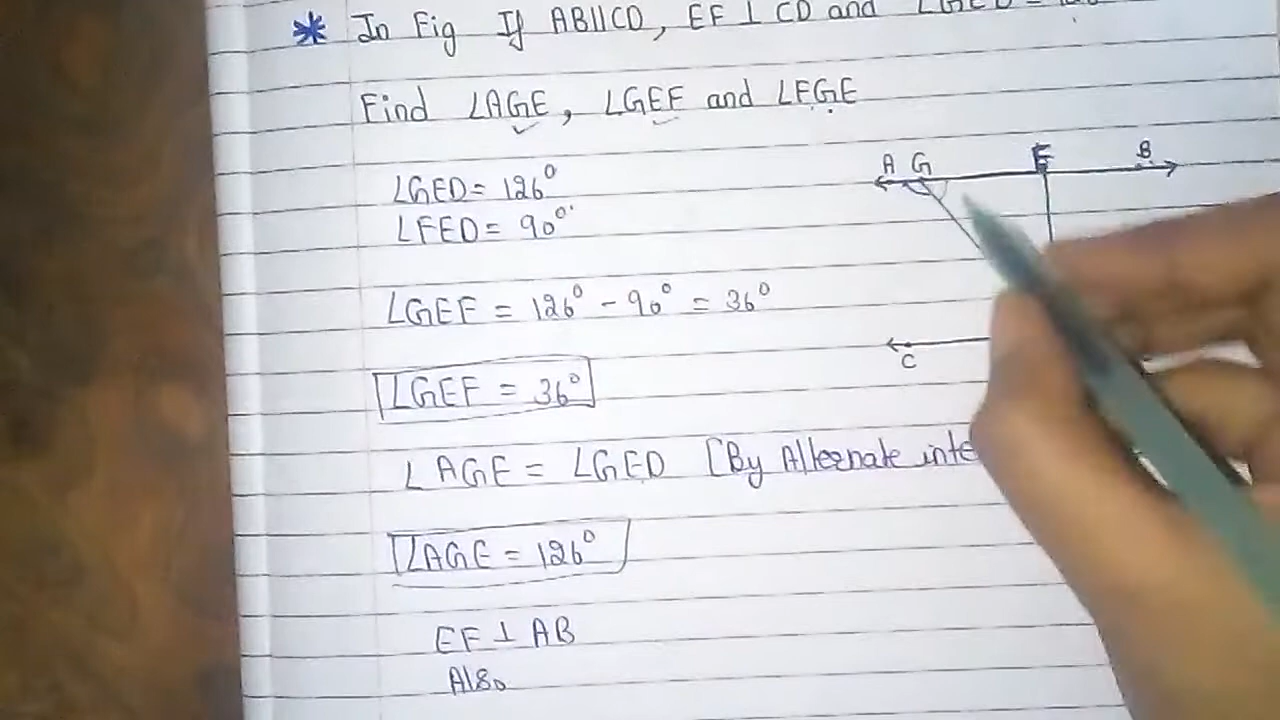 * In Fig If AB||CD, EF ⊥ CD and
Find ∠AGE, ∠GEF and ∠FGE
∠GED = 126°
∠FED = 90°
∠GEF = 126° - 90° = 36°
∠GEF = 36°
∠AGE = ∠GED [By Alternate
∠AGE = 126°
EF ⊥ AB
Also
A G F B
C